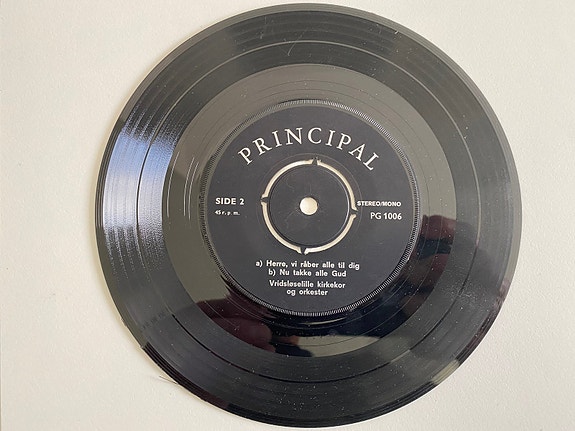 PRINCIPAL
SIDE 2
45 r. p. m.
STEREO/MONO
PG 1006
a) Herre, vi råber alle til dig
b) Nu takke alle Gud
Vridsløselille kirkekor
og orkester